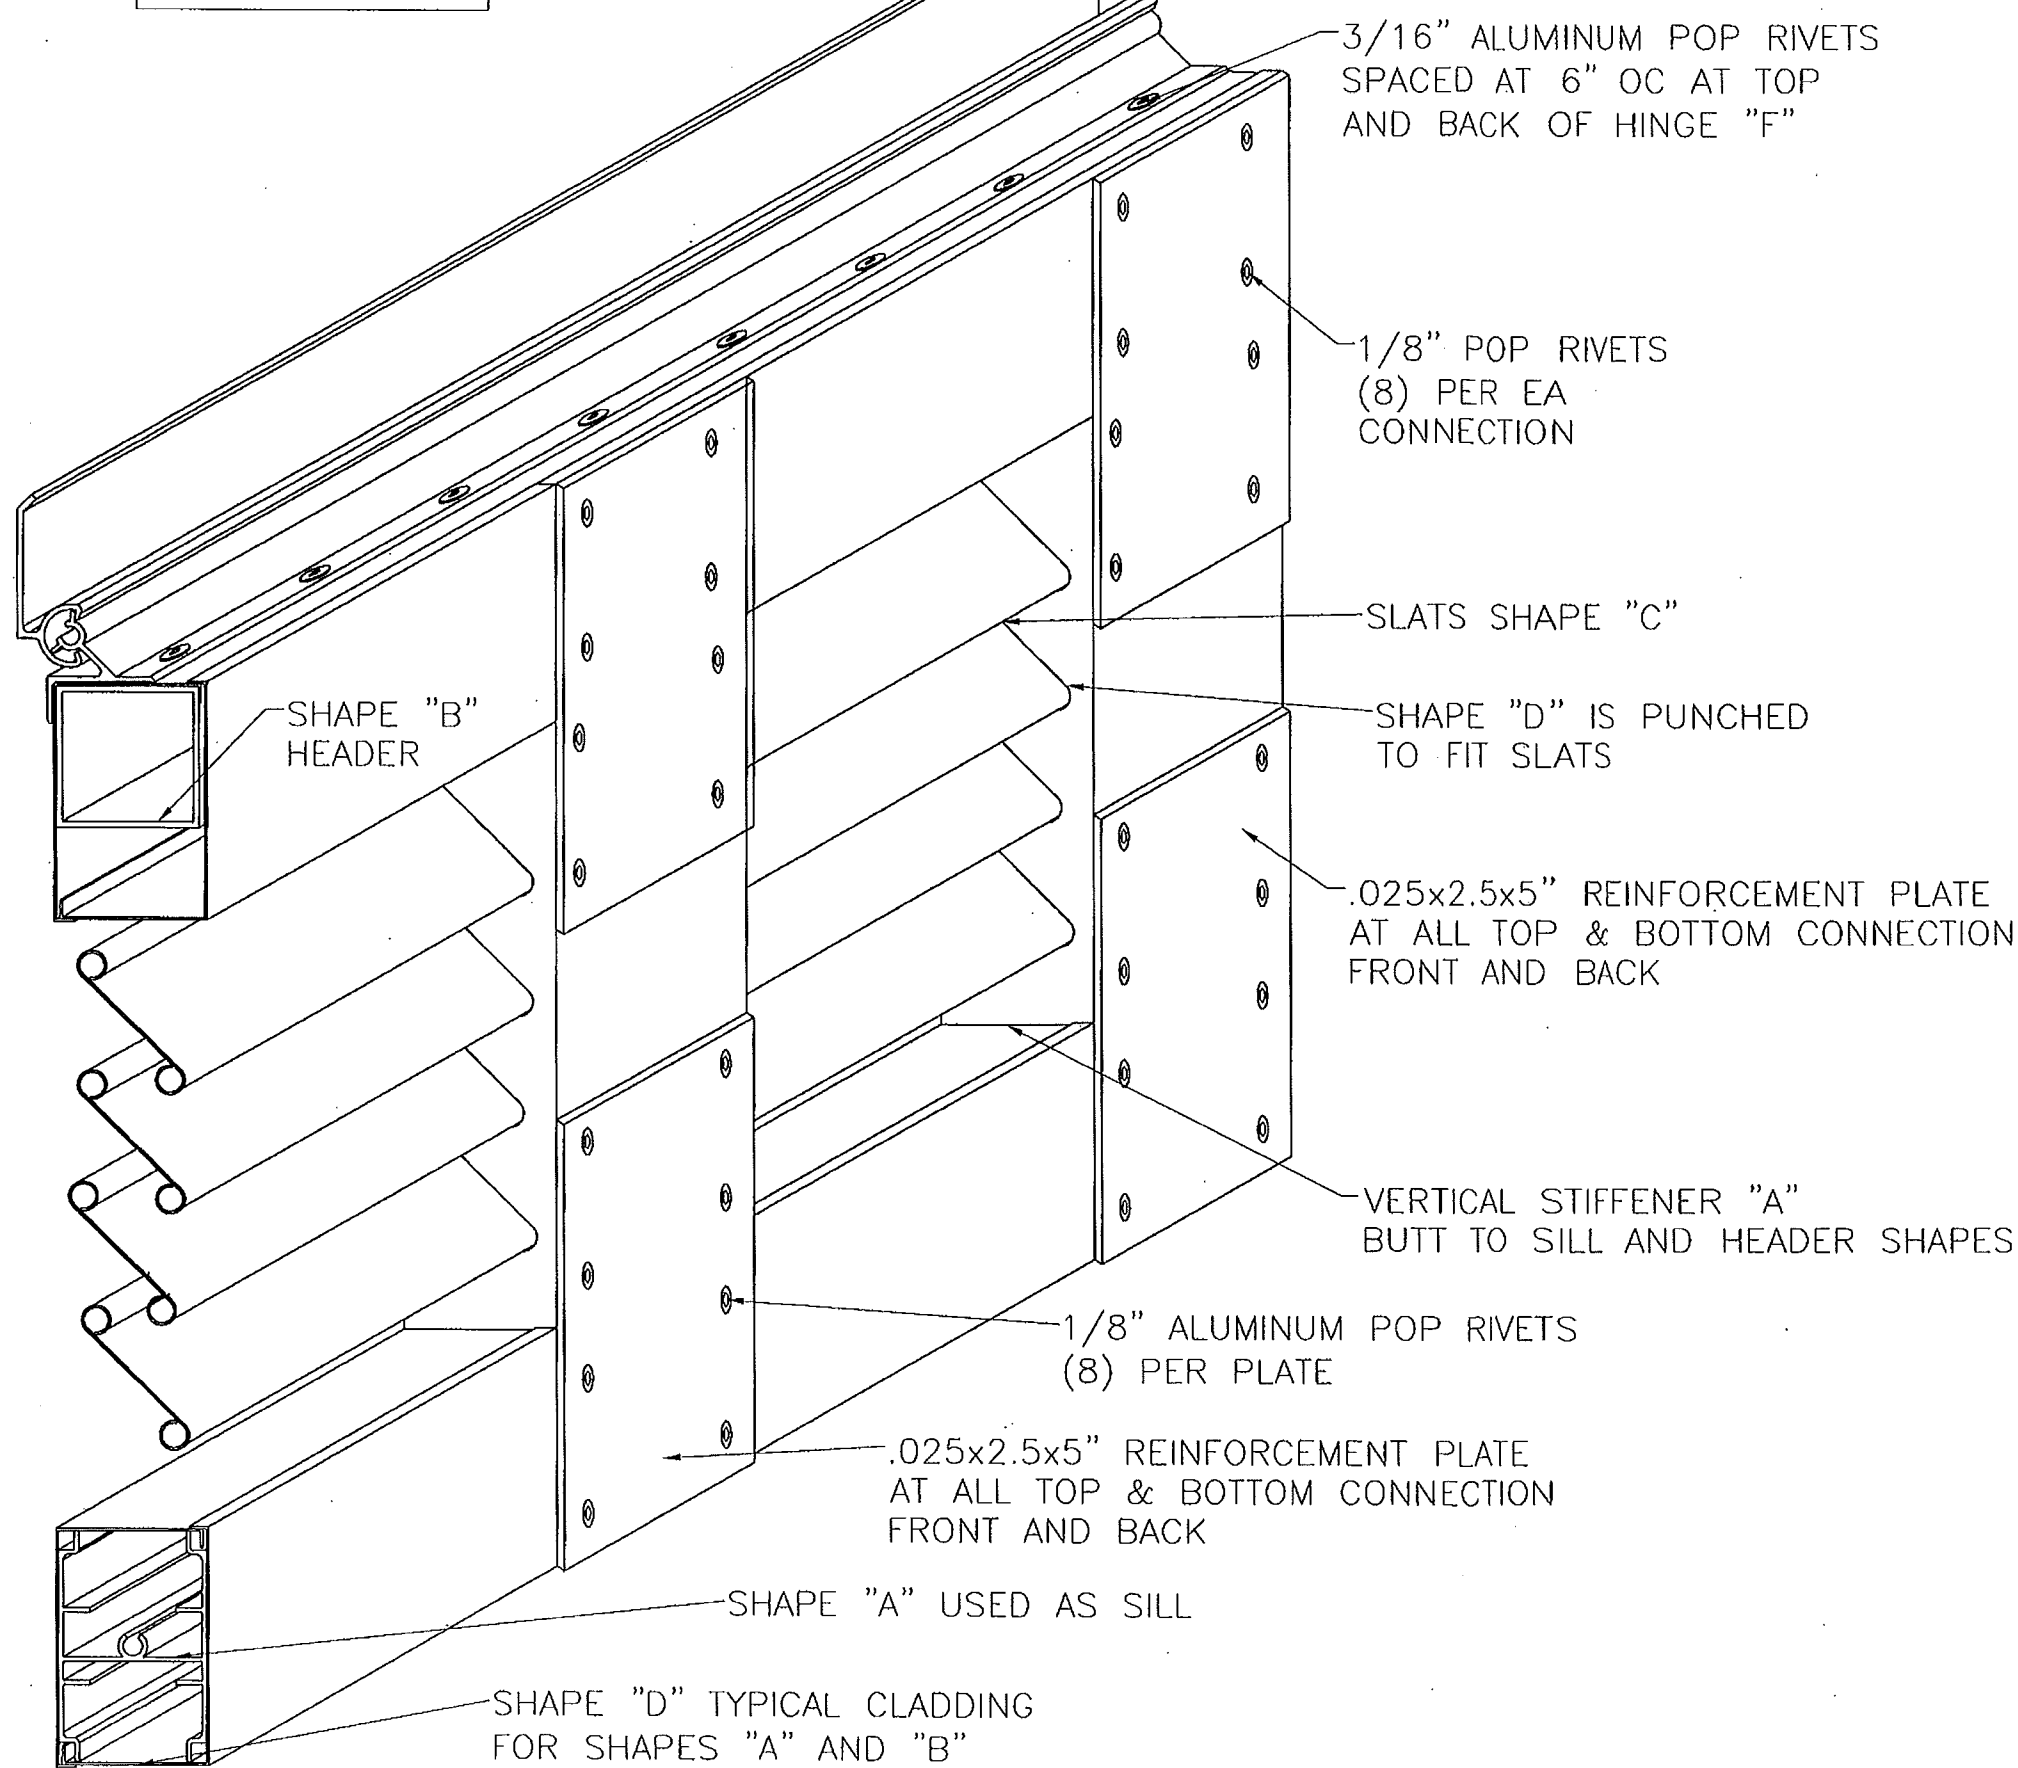 3/16" ALUMINUM POP RIVETS
SPACED AT 6" OC AT TOP
AND BACK OF HINGE "F"
1/8" POP RIVETS
(8) PER EA
CONNECTION
SLATS SHAPE "C"
SHAPE "B"
HEADER
SHAPE "D" IS PUNCHED
TO FIT SLATS
.025x2.5x5" REINFORCEMENT PLATE
AT ALL TOP & BOTTOM CONNECTION
FRONT AND BACK
VERTICAL STIFFENER "A"
BUTT TO SILL AND HEADER SHAPES
1/8" ALUMINUM POP RIVETS
(8) PER PLATE
.025x2.5x5" REINFORCEMENT PLATE
AT ALL TOP & BOTTOM CONNECTION
FRONT AND BACK
SHAPE "A" USED AS SILL
SHAPE "D" TYPICAL CLADDING
FOR SHAPES "A" AND "B"